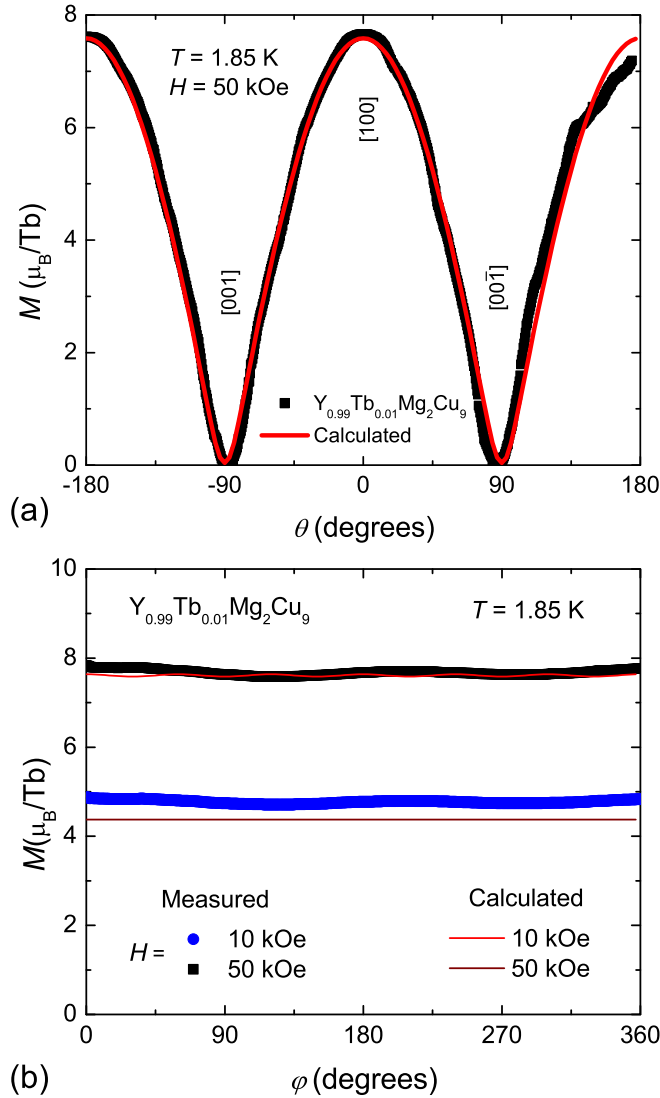 8
6
4
2
0
M (μB/Tb)
T = 1.85 K
H = 50 kOe
[100]
[001]
[001̄]
Y0.99Tb0.01Mg2Cu9
Calculated
-180 -90 0 90 180
(a)
θ (degrees)
10
8
6
4
2
0
M(μB/Tb)
Y0.99Tb0.01Mg2Cu9 T = 1.85 K
Measured Calculated
H = 10 kOe 10 kOe
50 kOe 50 kOe
0 90 180 270 360
(b)
φ (degrees)